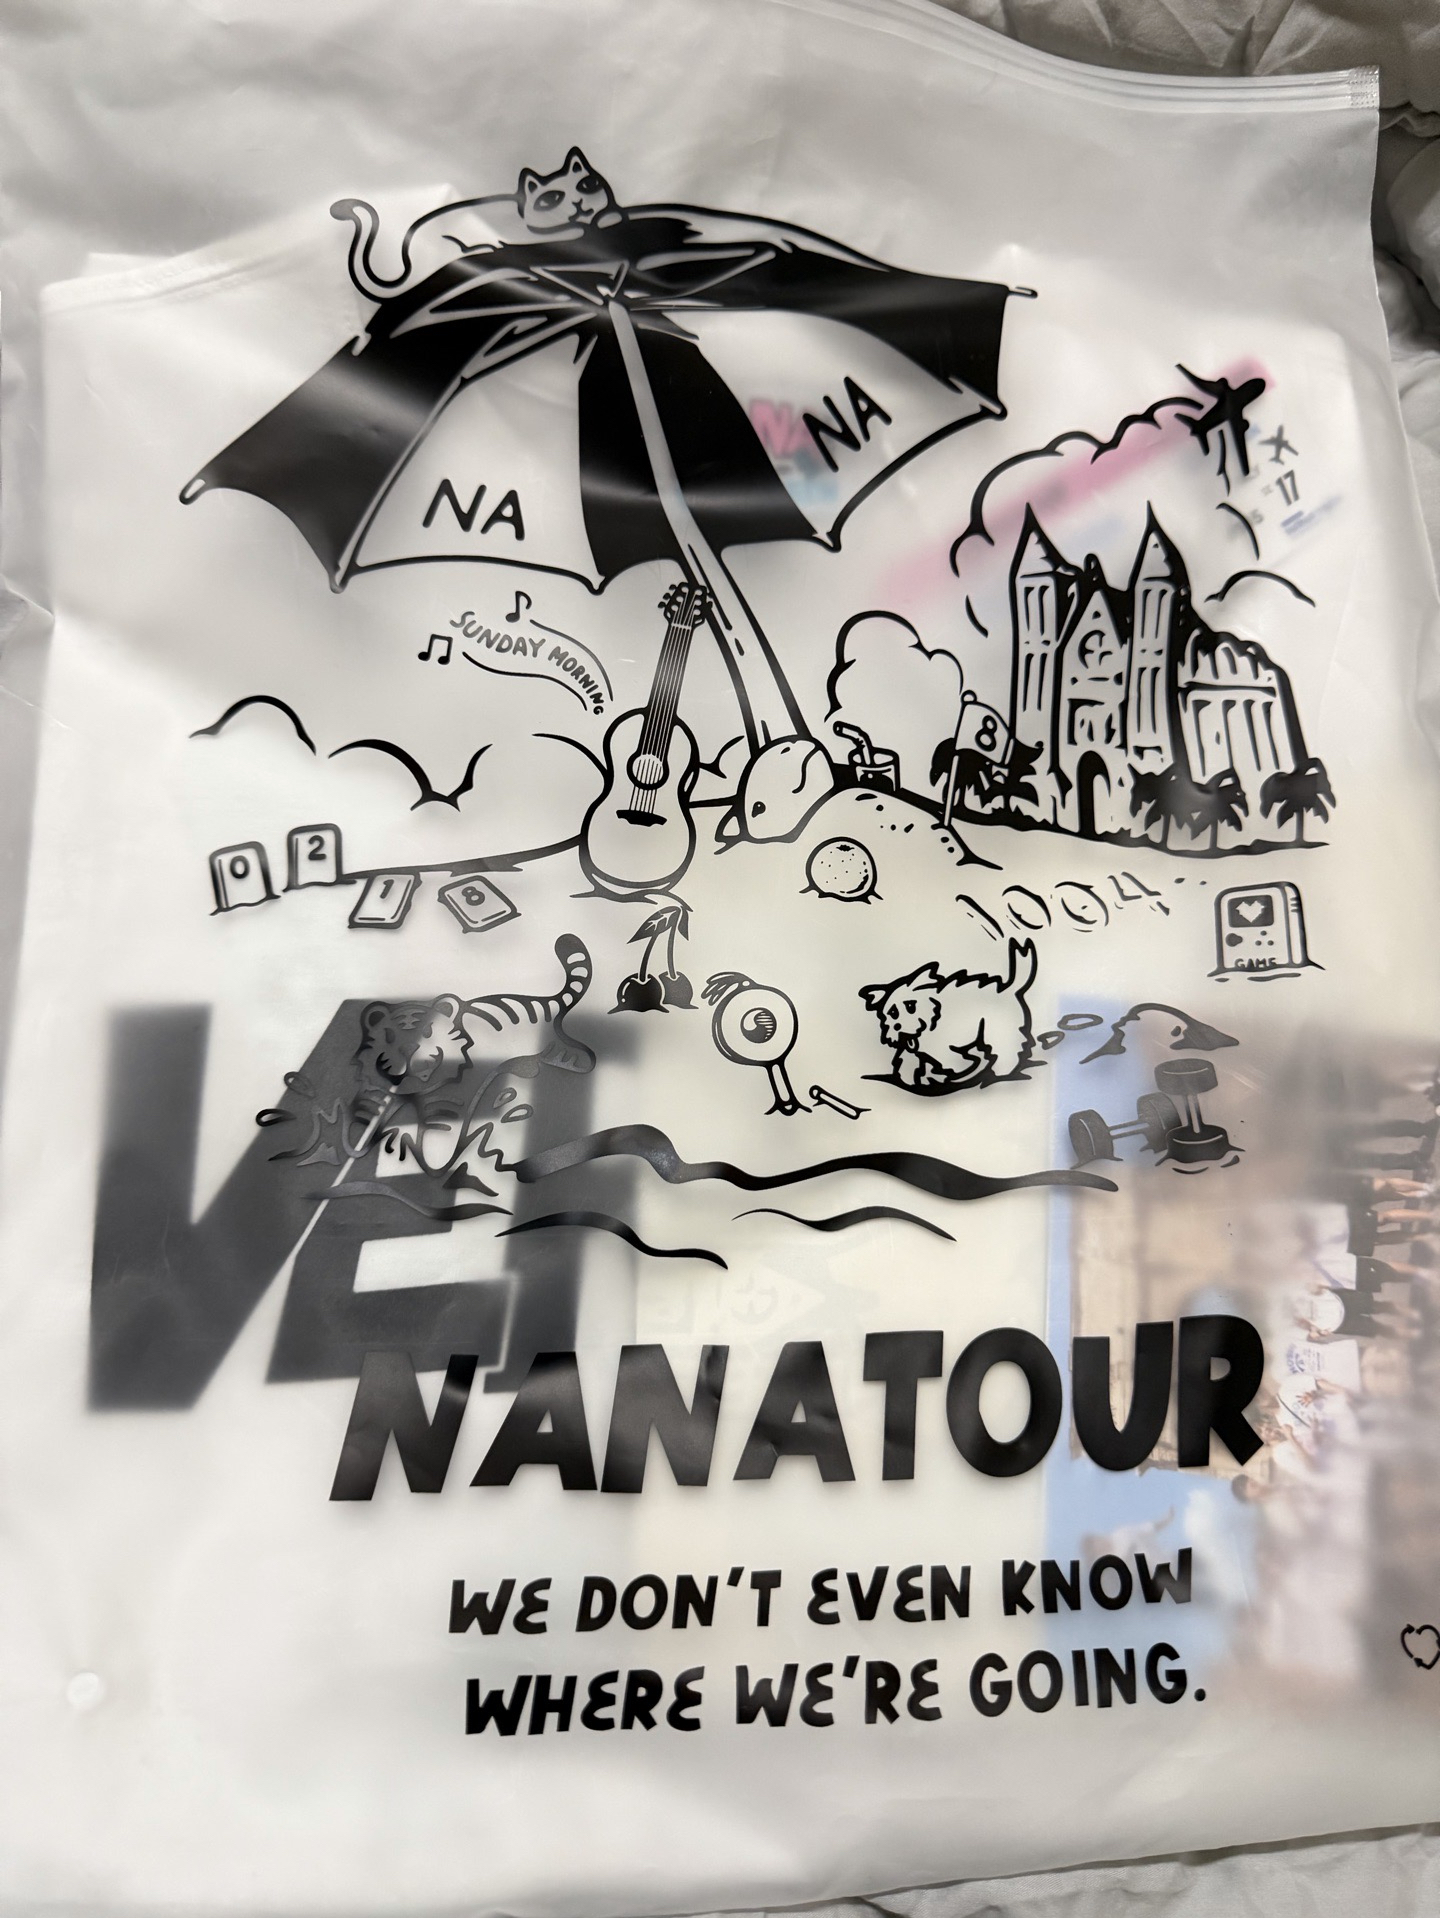 NA
NA
SUNDAY MORNING
17
8
0 2
1 8
1004
GAME
NANATOUR
WE DON'T EVEN KNOW
WHERE WE'RE GOING.